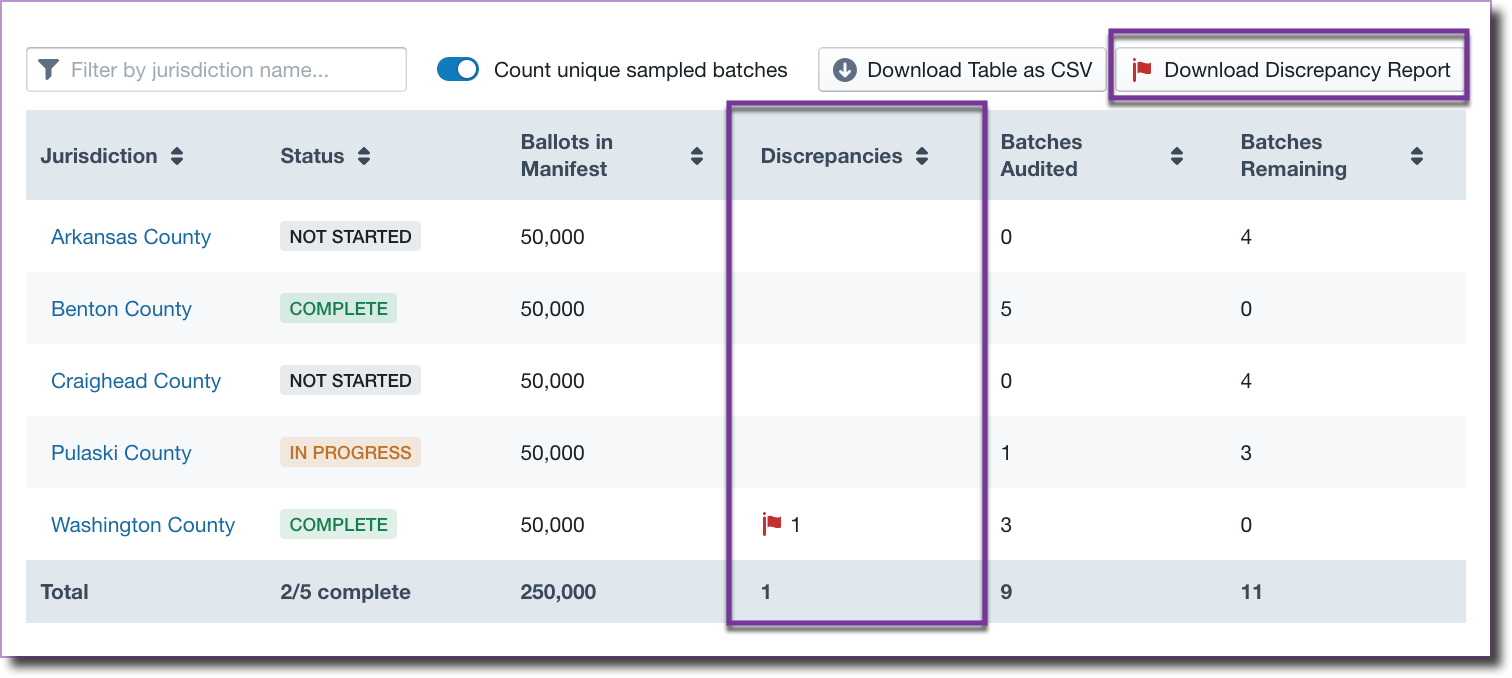 Filter by jurisdiction name...
Count unique sampled batches
Download Table as CSV
Download Discrepancy Report
Jurisdiction Status Ballots in Manifest Discrepancies Batches Audited Batches Remaining
Arkansas County NOT STARTED 50,000 0 4
Benton County COMPLETE 50,000 5 0
Craighead County NOT STARTED 50,000 0 4
Pulaski County IN PROGRESS 50,000 1 3
Washington County COMPLETE 50,000 1 3 0
Total 2/5 complete 250,000 1 9 11